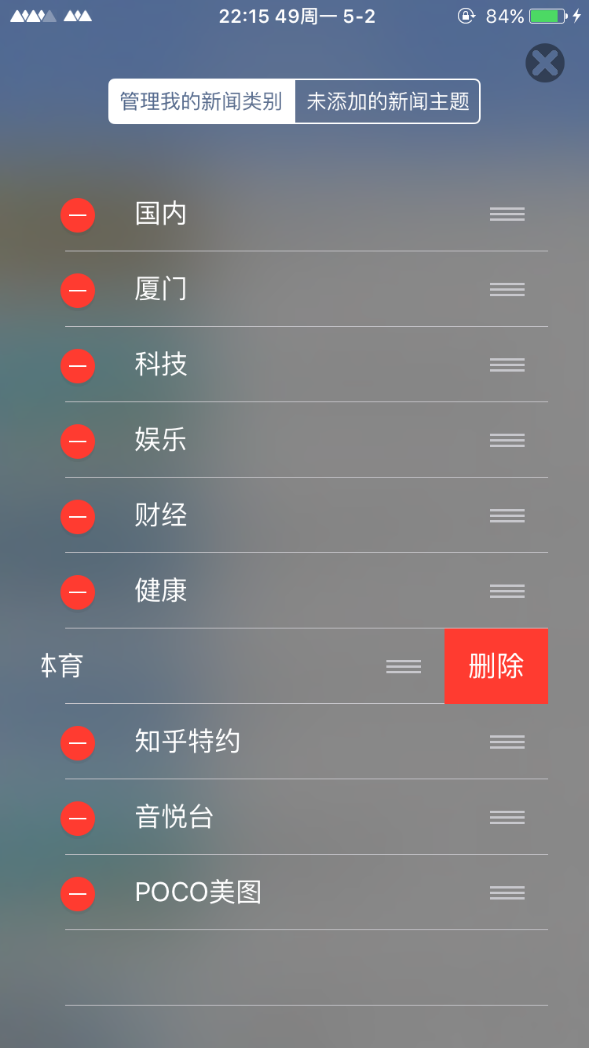 22:15 49周一 5-2
84%
管理我的新闻类别
未添加的新闻主题
国内
厦门
科技
娱乐
财经
健康
体育
删除
知乎特约
音悦台
POCO美图